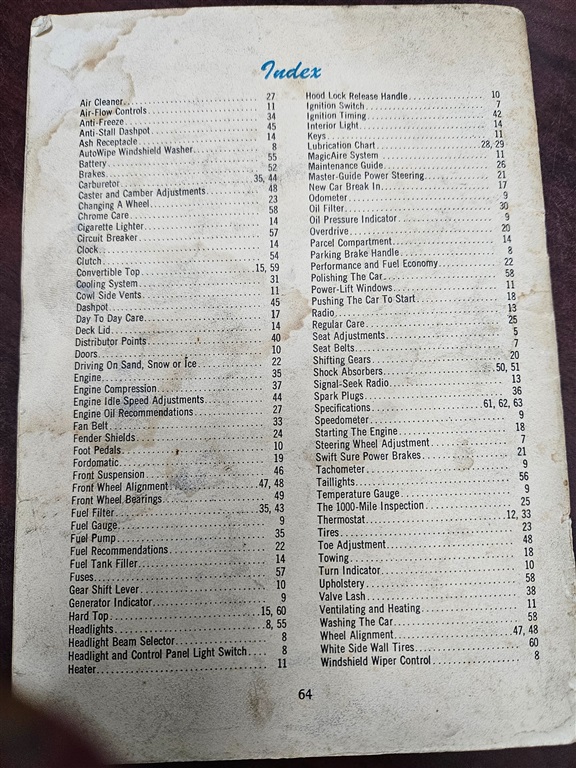 Index
Air Cleaner 27
Air-Flow Controls 11
Anti-Freeze 34
Anti-Stall Dashpot 45
Ash Receptacle 14
AutoWipe Windshield Washer 8
Battery 55
Brakes 52
Carburetor 35, 44
Caster and Camber Adjustments 48
Changing A Wheel 23
Chrome Care 58
Cigarette Lighter 14
Circuit Breaker 57
Clock 14
Clutch 54
Convertible Top 15, 59
Cooling System 31
Cowl Side Vents 11
Dashpot 45
Day To Day Care 17
Deck Lid 14
Distributor Points 40
Doors 10
Driving On Sand, Snow or Ice 22
Engine 35
Engine Compression 37
Engine Idle Speed Adjustments 44
Engine Oil Recommendations 27
Fan Belt 33
Fender Shields 24
Foot Pedals 10
Fordomatic 19
Front Suspension 46
Front Wheel Alignment 47, 48
Front Wheel Bearings 49
Fuel Filter 35, 43
Fuel Gauge 9
Fuel Pump 35
Fuel Recommendations 22
Fuel Tank Filler 14
Fuses 57
Gear Shift Lever 10
Generator Indicator 9
Hard Top 15, 60
Headlights 8, 55
Headlight Beam Selector 8
Headlight and Control Panel Light Switch 8
Heater 11
Hood Lock Release Handle 10
Ignition Switch 7
Ignition Timing 42
Interior Light 14
Keys 11
Lubrication Chart 28, 29
MagicAire System 11
Maintenance Guide 26
Master-Guide Power Steering 21
New Car Break In 17
Odometer 9
Oil Filter 30
Oil Pressure Indicator 9
Overdrive 20
Parcel Compartment 14
Parking Brake Handle 8
Performance and Fuel Economy 22
Polishing The Car 58
Power-Lift Windows 11
Pushing The Car To Start 18
Radio 13
Regular Care 25
Seat Adjustments 5
Seat Belts 7
Shifting Gears 20
Shock Absorbers 50, 51
Signal-Seek Radio 13
Spark Plugs 36
Specifications 61, 62, 63
Speedometer 9
Starting The Engine 18
Steering Wheel Adjustment 7
Swift Sure Power Brakes 21
Tachometer 9
Taillights 56
Temperature Gauge 9
The 1000-Mile Inspection 25
Thermostat 12, 33
Tires 23
Toe Adjustment 48
Towing 18
Turn Indicator 10
Upholstery 58
Valve Lash 38
Ventilating and Heating 11
Washing The Car 58
Wheel Alignment 47, 48
White Side Wall Tires 60
Windshield Wiper Control 8
64